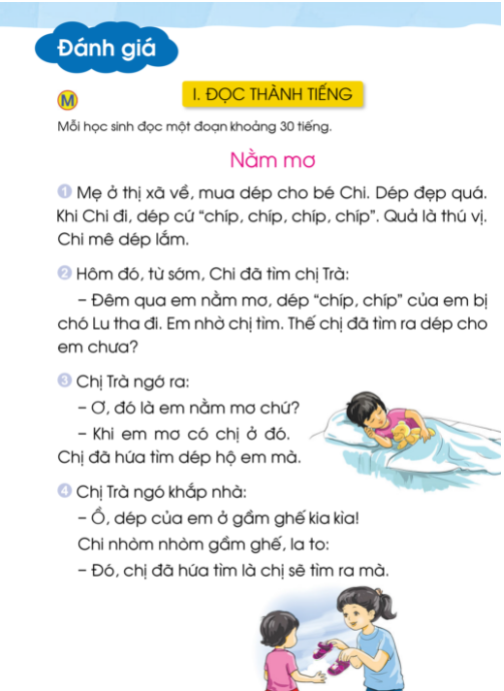 Đánh giá
M
I. ĐỌC THÀNH TIẾNG
Mỗi học sinh đọc một đoạn khoảng 30 tiếng.
Nằm mơ
1 Mẹ ở thị xã về, mua dép cho bé Chi. Dép đẹp quá.
Khi Chi đi, dép cứ “chíp, chíp, chíp, chíp”. Quả là thú vị.
Chi mê dép lắm.
2 Hôm đó, từ sớm, Chi đã tìm chị Trà:
– Đêm qua em nằm mơ, dép “chíp, chíp” của em bị
chó Lu tha đi. Em nhờ chị tìm. Thế chị đã tìm ra dép cho
em chưa?
3 Chị Trà ngớ ra:
– Ơ, đó là em nằm mơ chứ?
– Khi em mơ có chị ở đó.
Chị đã hứa tìm dép hộ em mà.
4 Chị Trà ngó khắp nhà:
– Ồ, dép của em ở gầm ghế kia kìa!
Chi nhòm nhòm gầm ghế, la to:
– Đó, chị đã hứa tìm là chị sẽ tìm ra mà.